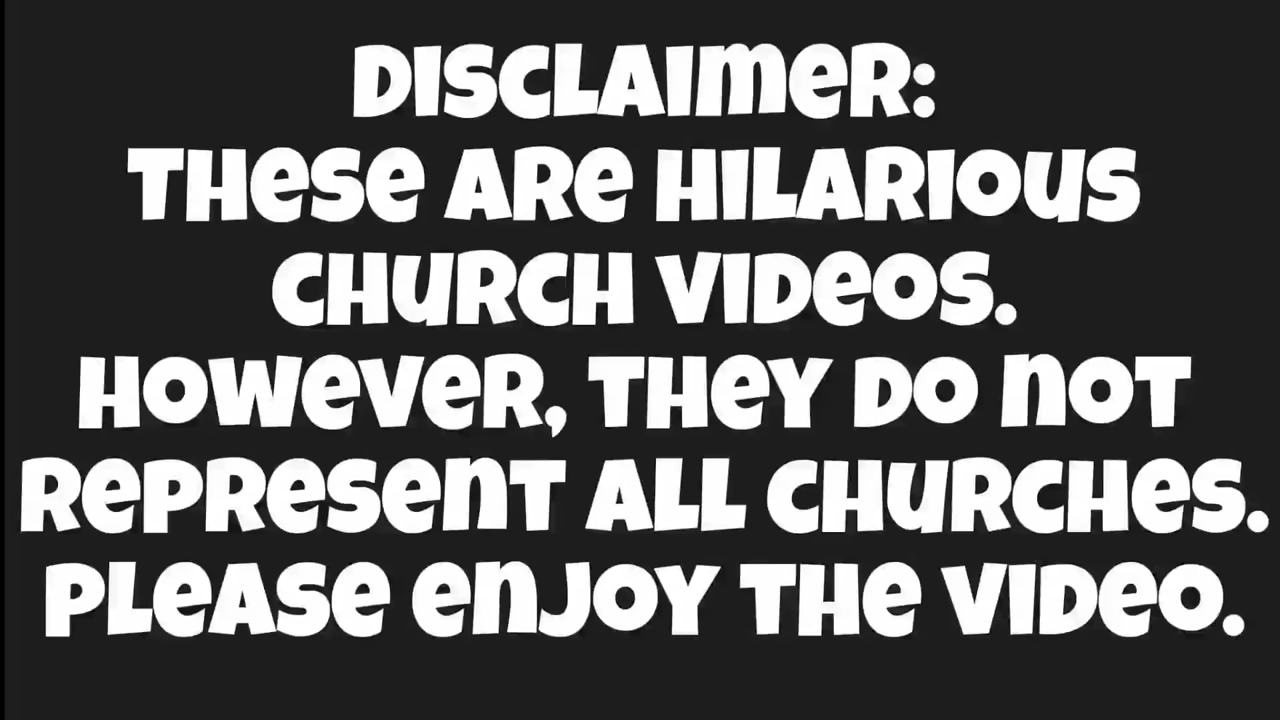 DISCLAIMER:
THESE ARE HILARIOUS
CHURCH VIDEOS.
HOWEVER, THEY DO NOT
REPRESENT ALL CHURCHES.
PLEASE ENJOY THE VIDEO.